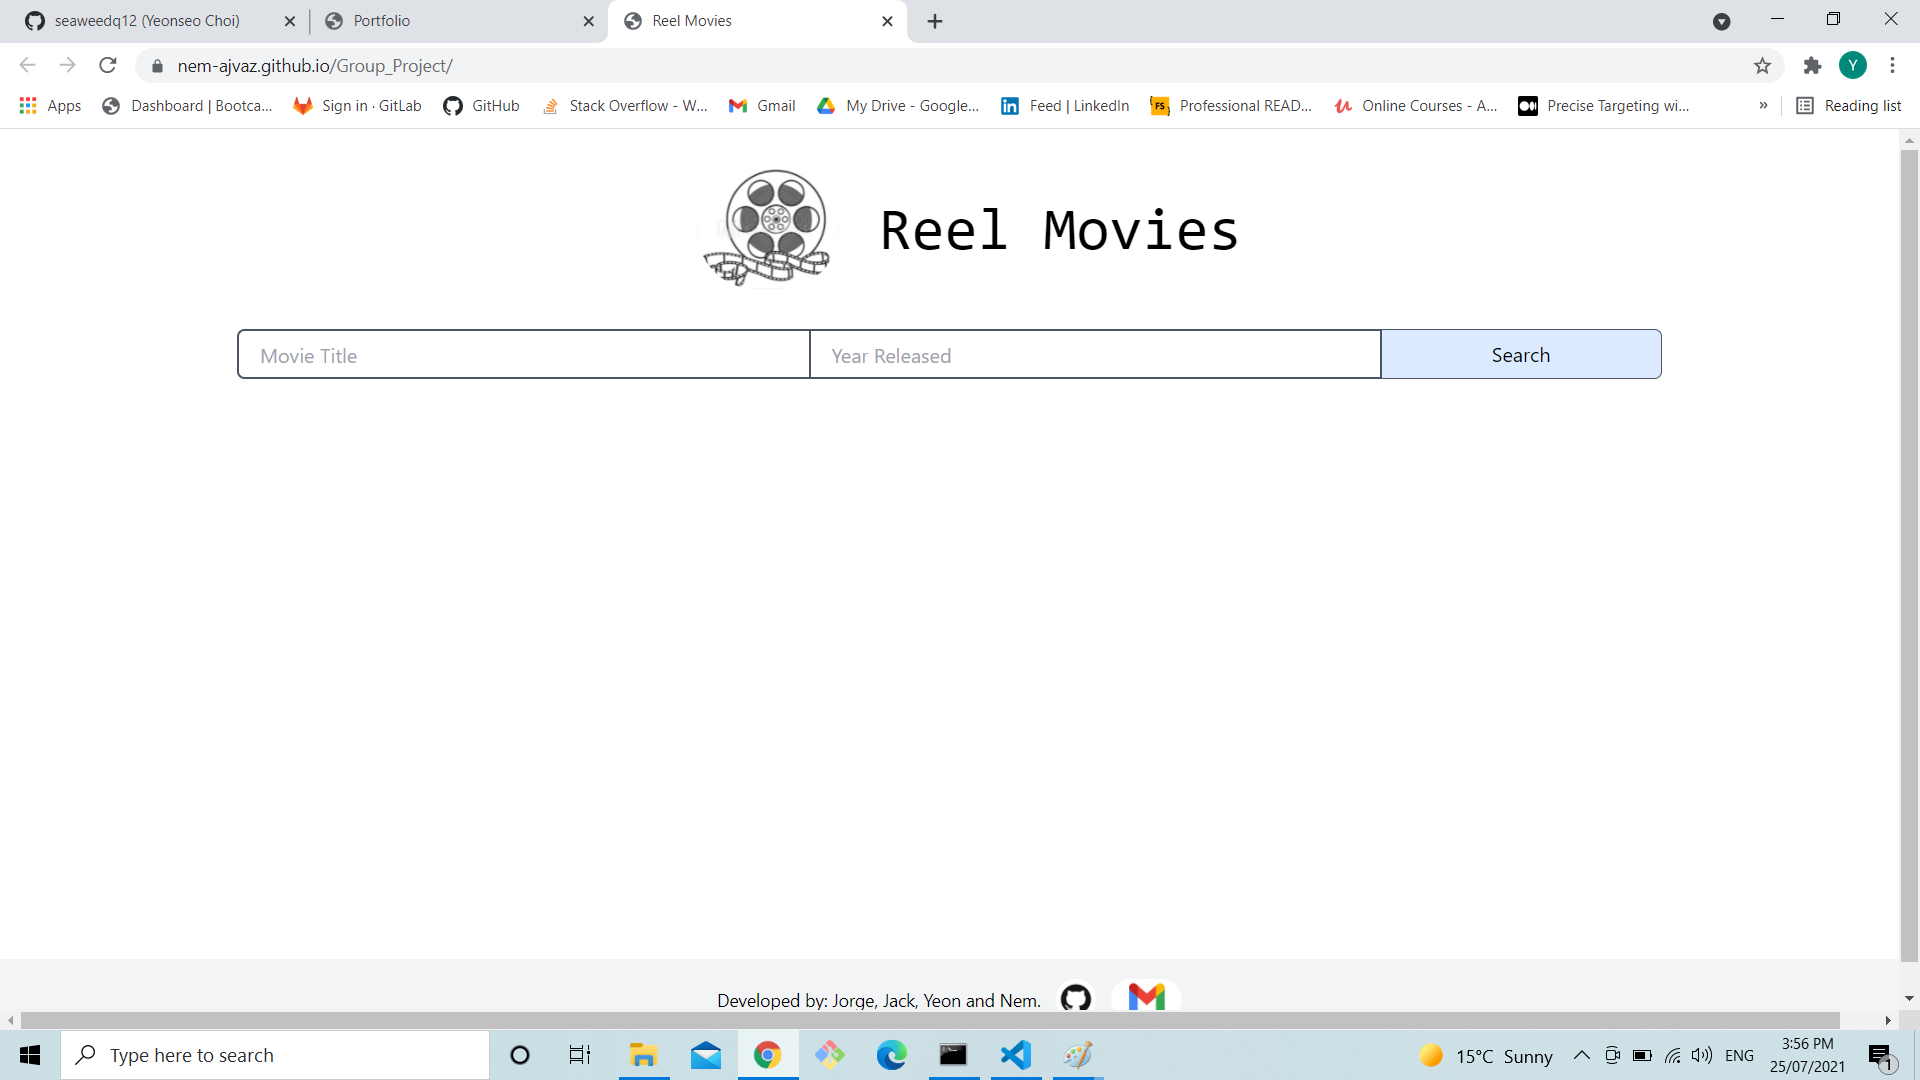 seaweedq12 (Yeonseo Choi)
Portfolio
Reel Movies
nem-ajvaz.github.io/Group_Project/
Y
Apps
Dashboard | Bootca...
Sign in · GitLab
GitHub
Stack Overflow - W...
Gmail
My Drive - Google...
Feed | LinkedIn
FS
Professional READ...
Online Courses - A...
Precise Targeting wi...
»
Reading list
Reel Movies
Movie Title
Year Released
Search
Developed by: Jorge, Jack, Yeon and Nem.
Type here to search
15°C Sunny
ENG
3:56 PM
25/07/2021
1